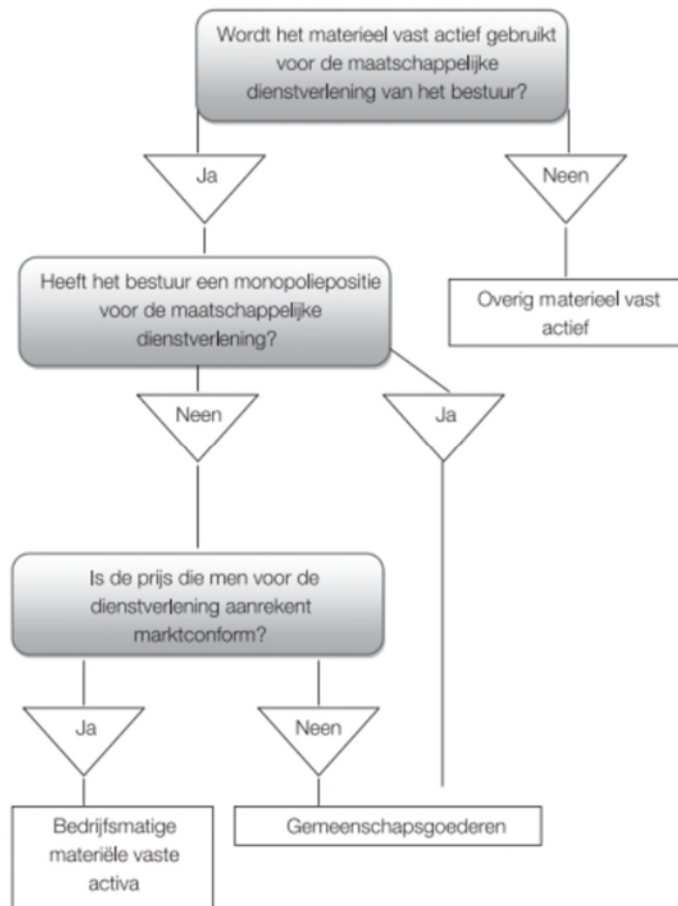 Wordt het materieel vast actief gebruikt
voor de maatschappelijke
dienstverlening van het bestuur?
Ja
Neen
Heeft het bestuur een monopoliepositie
voor de maatschappelijke
dienstverlening?
Overig materieel vast
actief
Neen
Ja
Is de prijs die men voor de
dienstverlening aanrekent
marktconform?
Ja
Neen
Bedrijfsmatige
materiële vaste
activa
Gemeenschapsgoederen